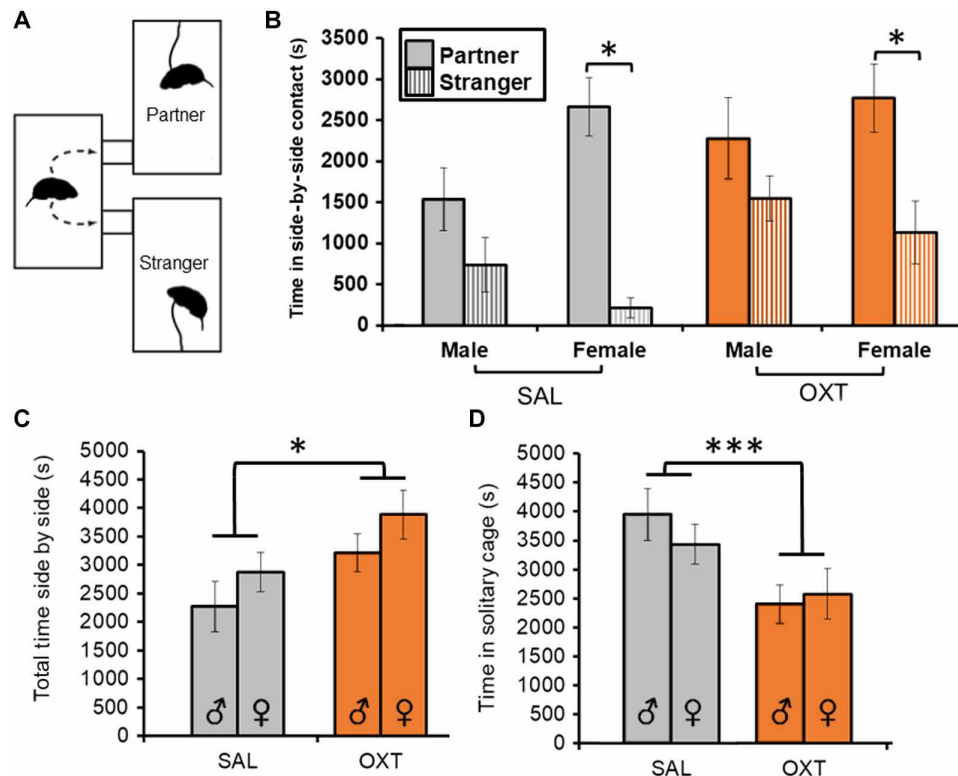 A
Partner
Stranger
B
Time in side-by-side contact (s)
3500
3000
2500
2000
1500
1000
500
0
Partner
Stranger
*
*
Male Female Male Female
SAL OXT
C
Total time side by side (s)
5000
4500
4000
3500
3000
2500
2000
1500
1000
500
0
*
♂ ♀ ♂ ♀
SAL OXT
D
Time in solitary cage (s)
5000
4500
4000
3500
3000
2500
2000
1500
1000
500
0
***
♂ ♀ ♂ ♀
SAL OXT